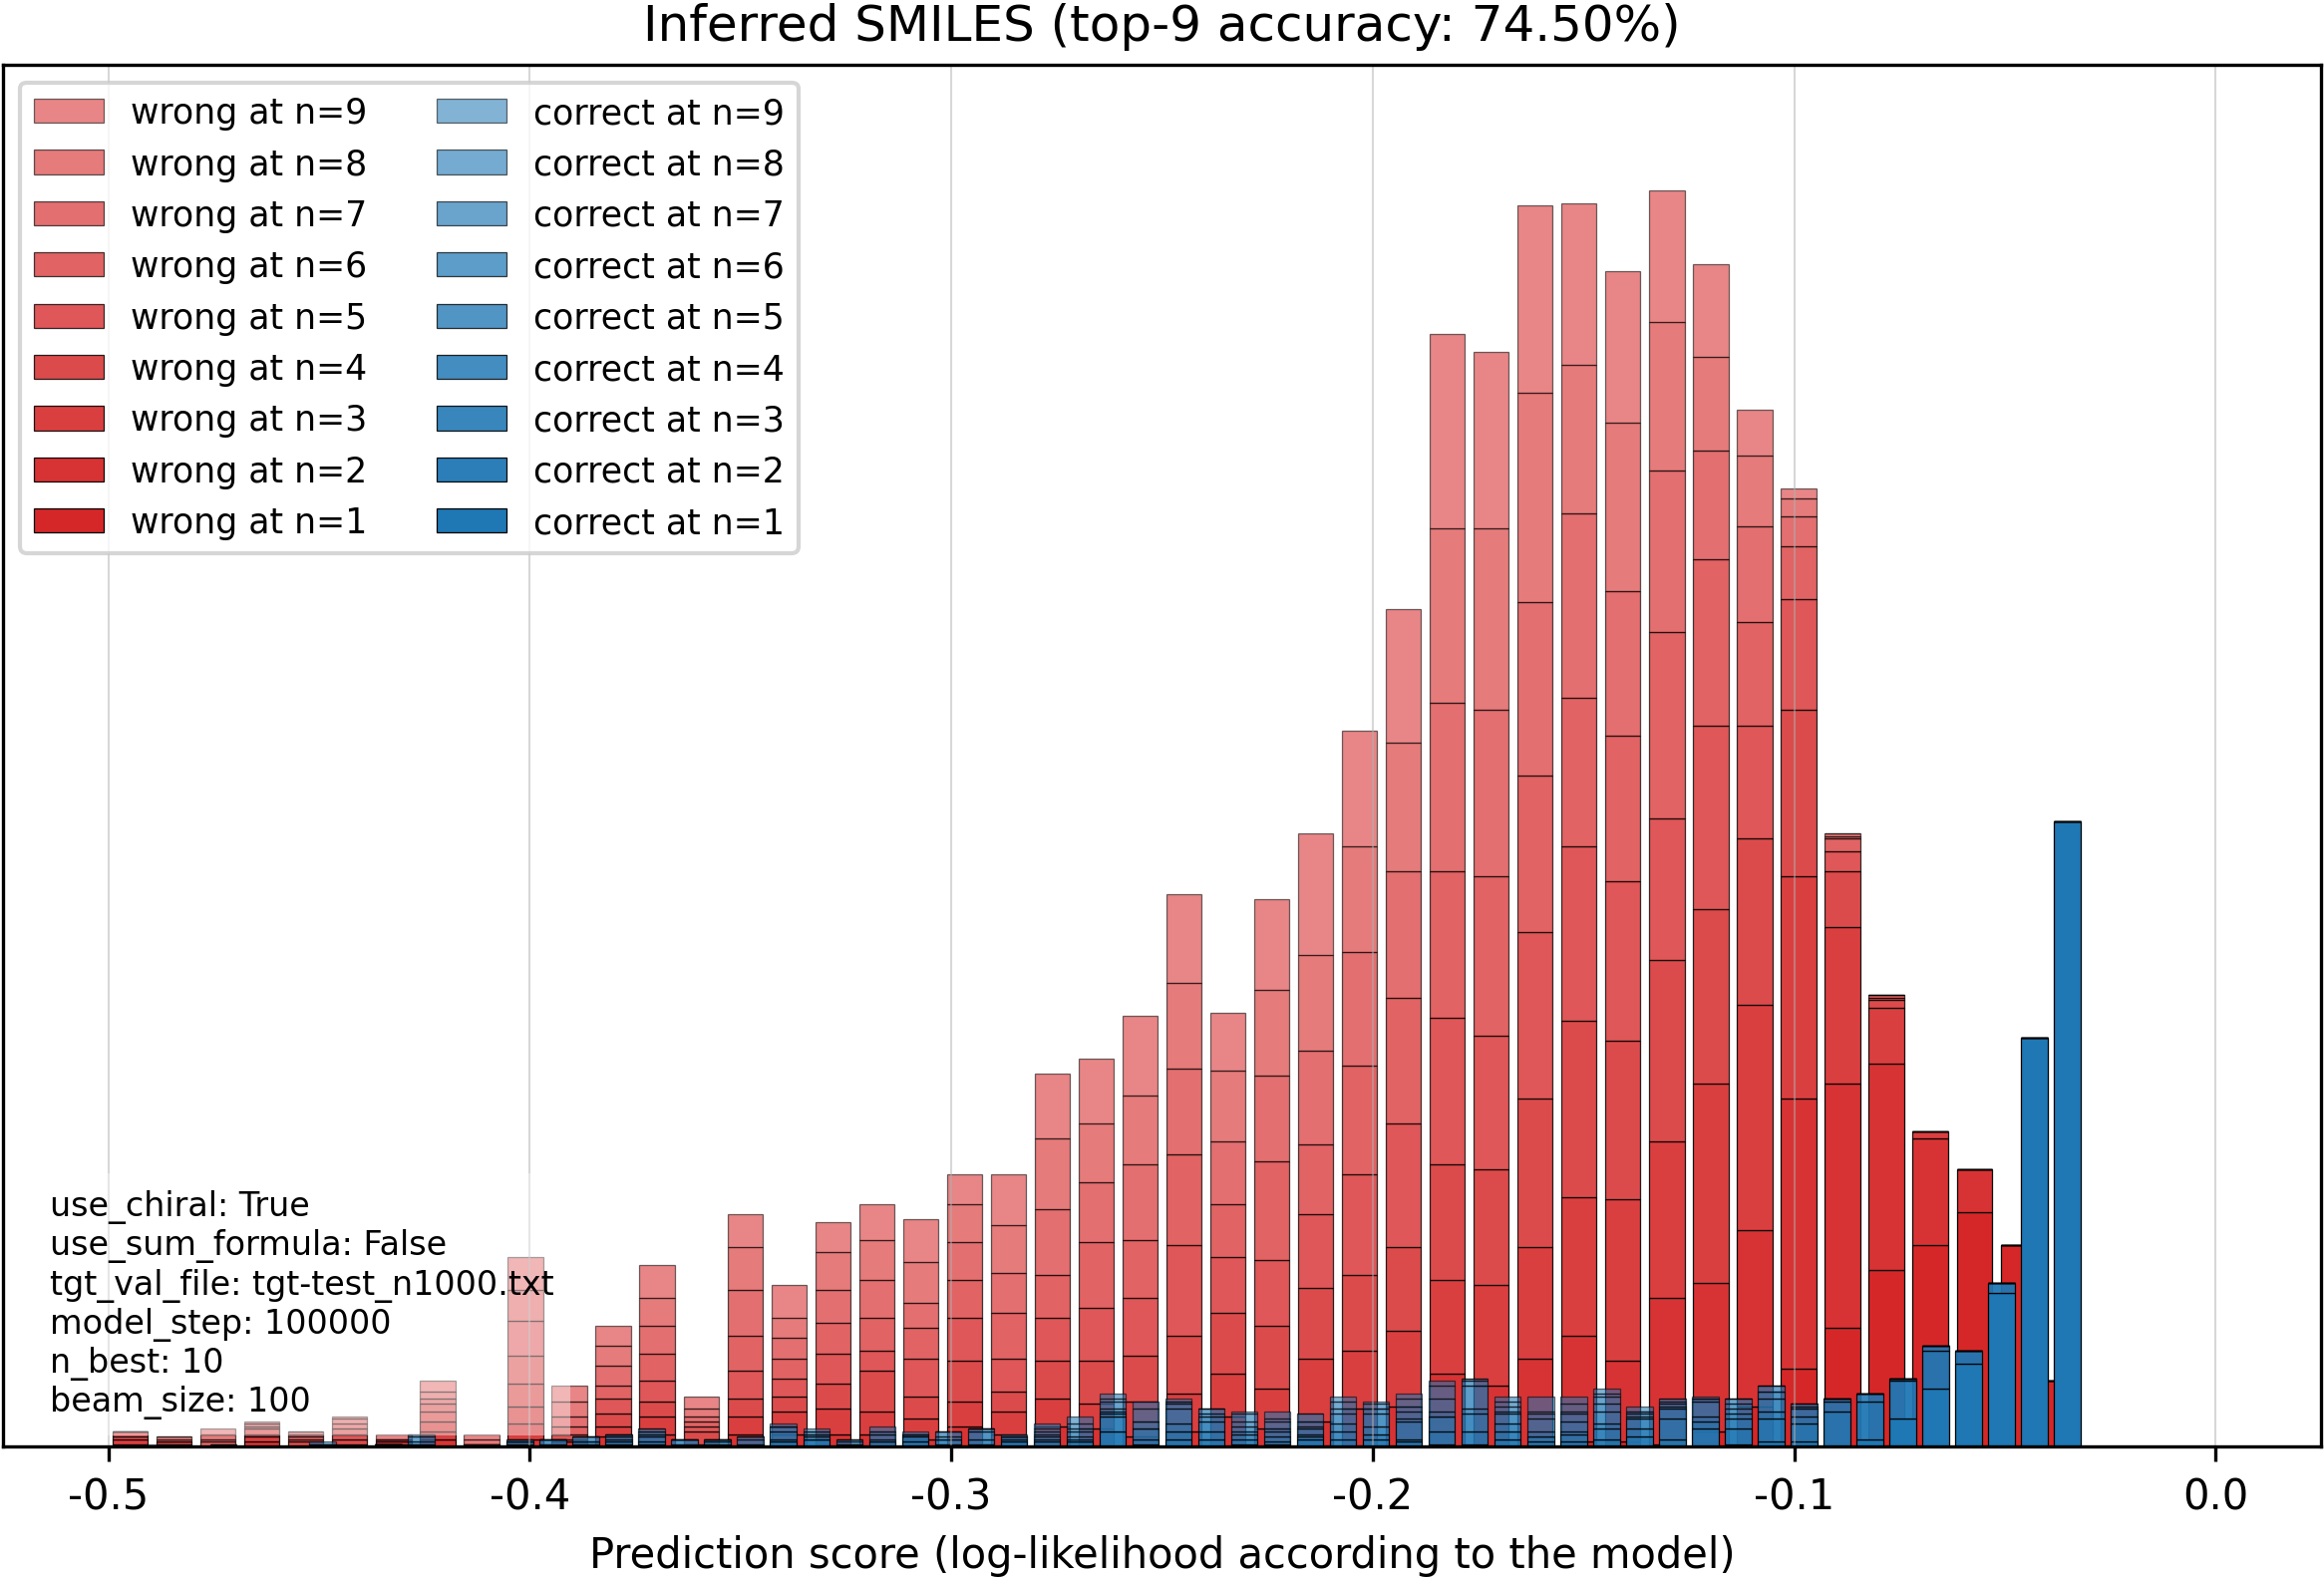 Inferred SMILES (top-9 accuracy: 74.50%)
wrong at n=9
wrong at n=8
wrong at n=7
wrong at n=6
wrong at n=5
wrong at n=4
wrong at n=3
wrong at n=2
wrong at n=1
correct at n=9
correct at n=8
correct at n=7
correct at n=6
correct at n=5
correct at n=4
correct at n=3
correct at n=2
correct at n=1
use_chiral: True
use_sum_formula: False
tgt_val_file: tgt-test_n1000.txt
model_step: 100000
n_best: 10
beam_size: 100
-0.5 -0.4 -0.3 -0.2 -0.1 0.0
Prediction score (log-likelihood according to the model)